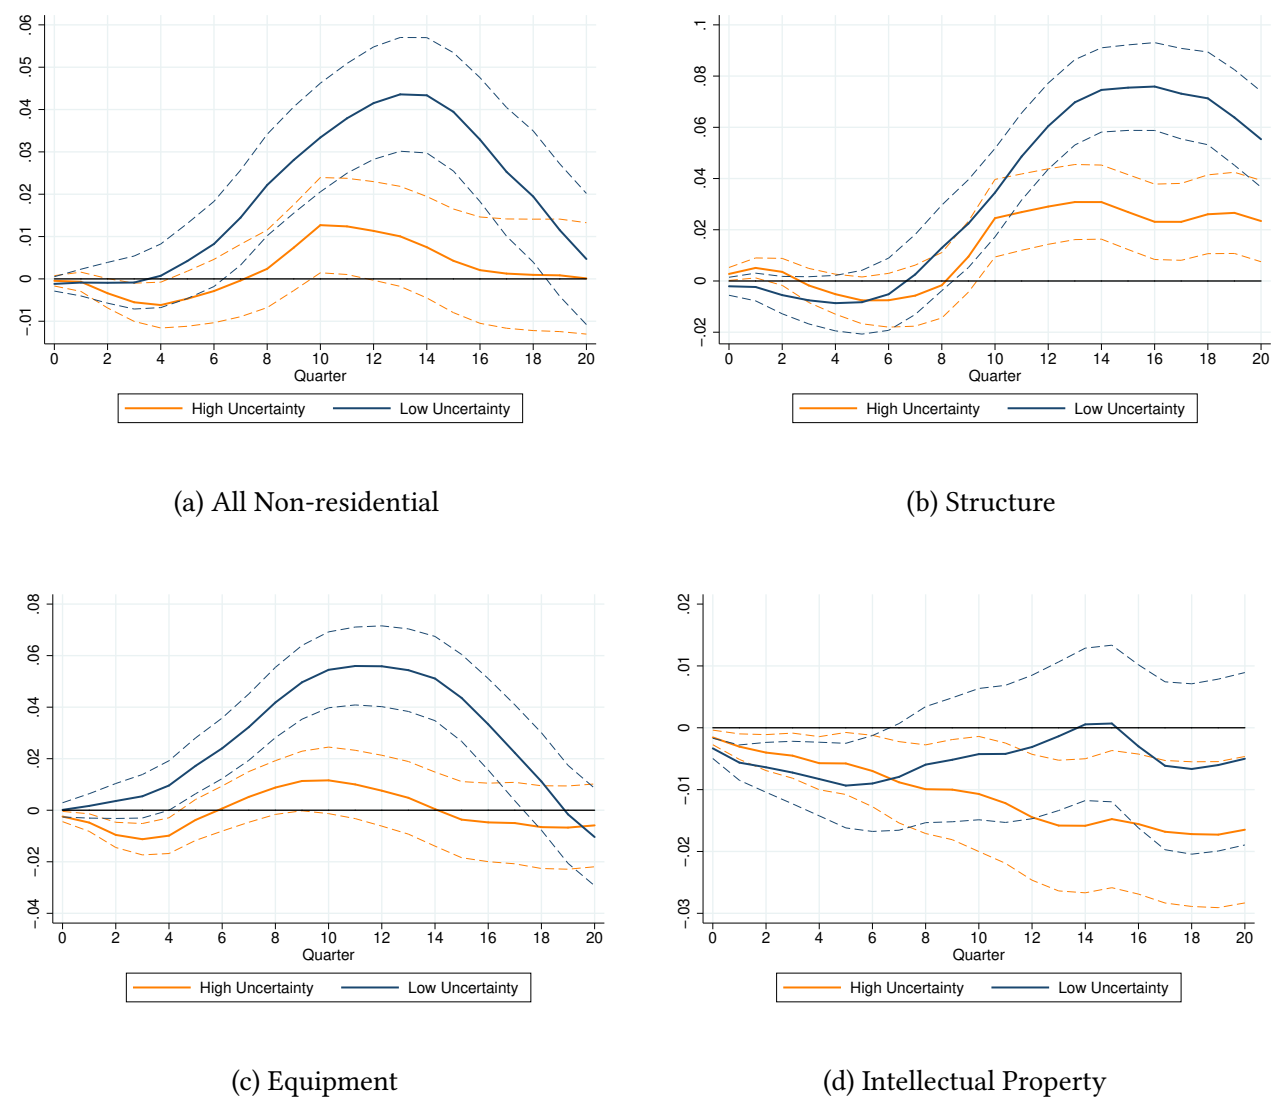 .06
.05
.04
.03
.02
.01
0
-.01
0 2 4 6 8 10 12 14 16 18 20
Quarter
High Uncertainty Low Uncertainty
(a) All Non-residential
.1
.08
.06
.04
.02
0
-.02
0 2 4 6 8 10 12 14 16 18 20
Quarter
High Uncertainty Low Uncertainty
(b) Structure
.08
.06
.04
.02
0
-.02
-.04
0 2 4 6 8 10 12 14 16 18 20
Quarter
High Uncertainty Low Uncertainty
(c) Equipment
.02
.01
0
-.01
-.02
-.03
0 2 4 6 8 10 12 14 16 18 20
Quarter
High Uncertainty Low Uncertainty
(d) Intellectual Property